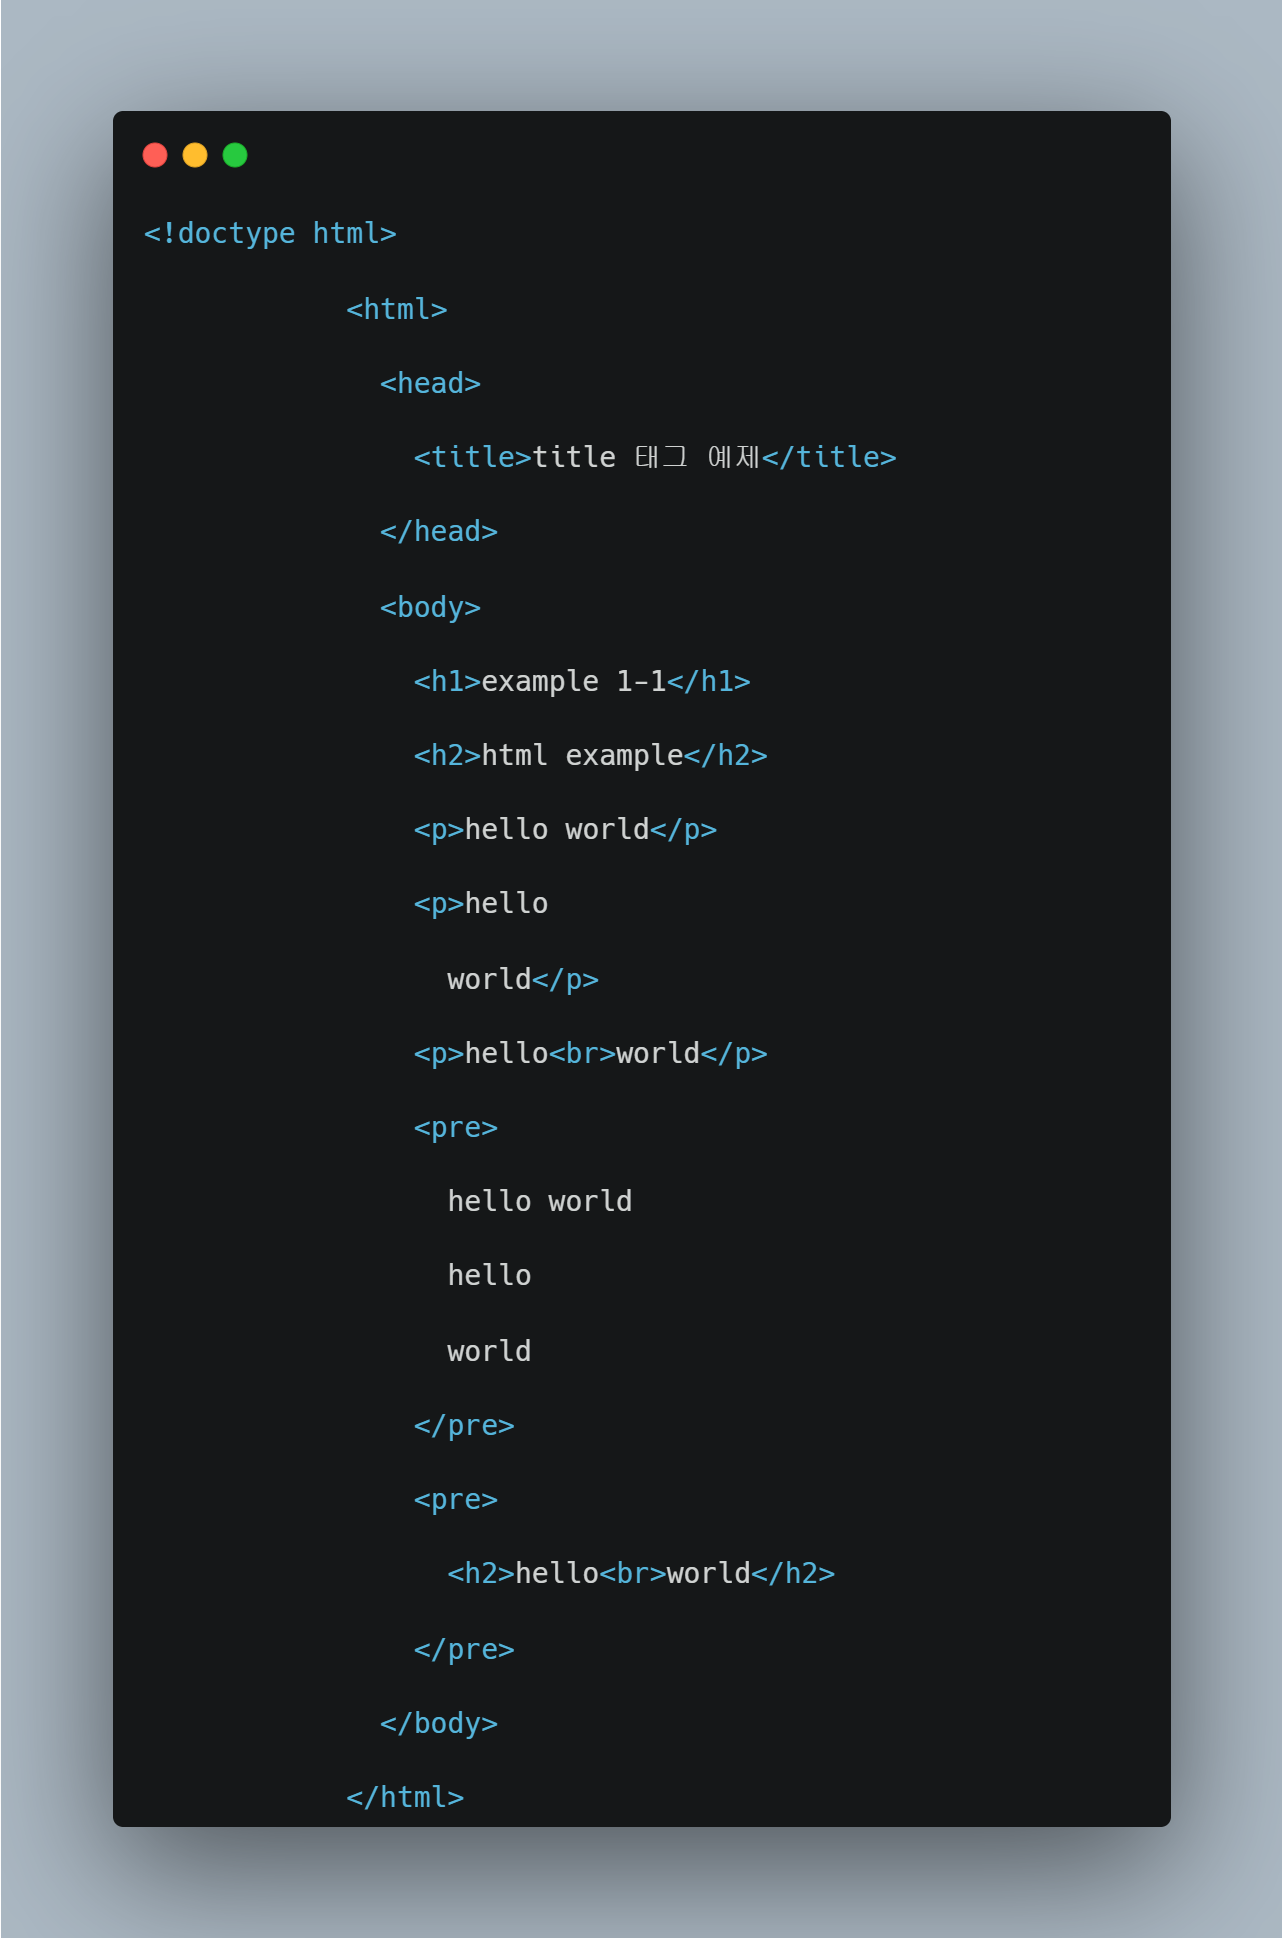 <!doctype html>
<html>
<head>
<title>title 태그 예제</title>
</head>
<body>
<h1>example 1-1</h1>
<h2>html example</h2>
<p>hello world</p>
<p>hello
world</p>
<p>hello<br>world</p>
<pre>
hello world
hello
world
</pre>
<pre>
<h2>hello<br>world</h2>
</pre>
</body>
</html>